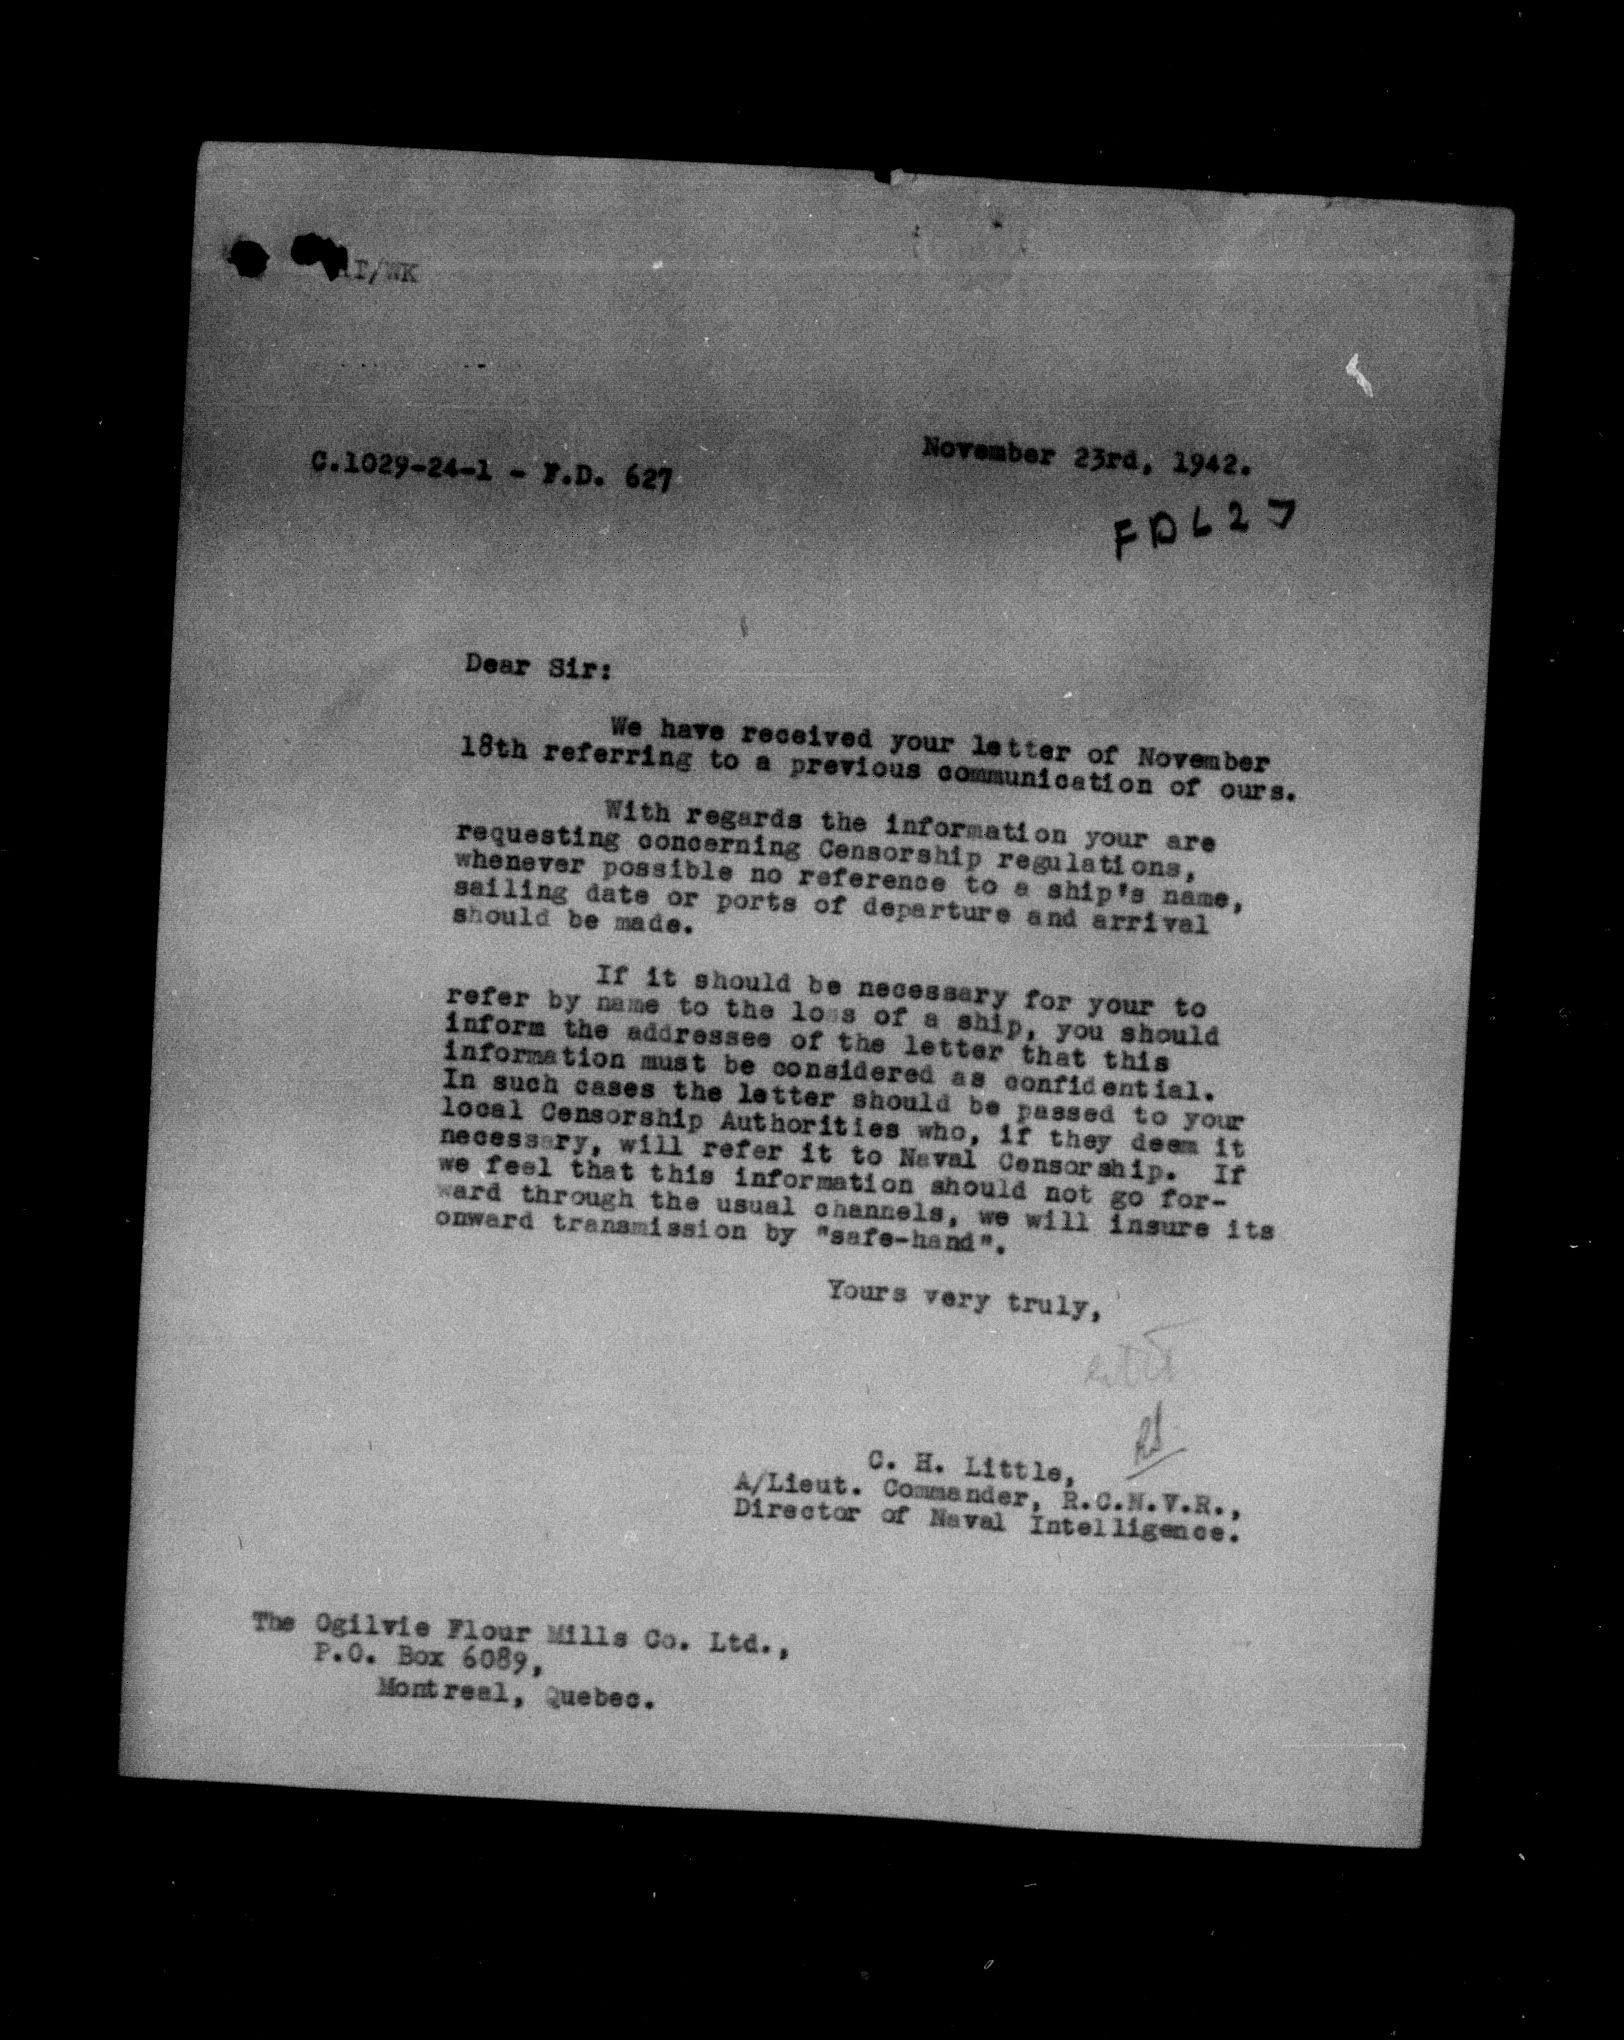 /WK
C.1029-24-1 - F.D. 627
November 23rd, 1942.
FD627
Dear Sir:
We have received your letter of November
18th referring to a previous communication of ours.
With regards the information your are
requesting concerning Censorship regulations,
whenever possible no reference to a ship's name,
sailing date or ports of departure and arrival
should be made.
If it should be necessary for your to
refer by name to the loss of a ship, you should
inform the addressee of the letter that this
information must be considered as confidential.
In such cases the letter should be passed to your
local Censorship Authorities who, if they deem it
necessary, will refer it to Naval Censorship. If
we feel that this information should not go for-
ward through the usual channels, we will insure its
onward transmission by "safe-hand".
Yours very truly,
C. H. Little,
A/Lieut. Commander, R.C.N.V.R.,
Director of Naval Intelligence.
The Ogilvie Flour Mills Co. Ltd.,
P.O. Box 6089,
Montreal, Quebec.